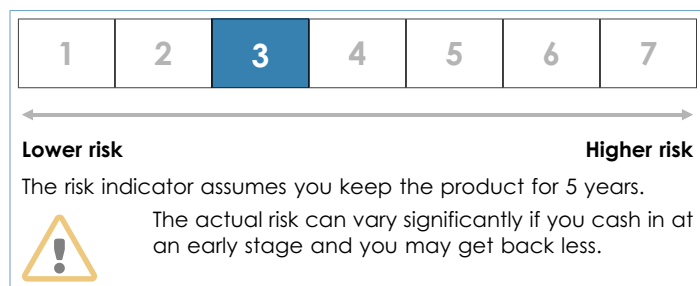 1 2 3 4 5 6 7
Lower risk Higher risk
The risk indicator assumes you keep the product for 5 years.
The actual risk can vary significantly if you cash in at
an early stage and you may get back less.